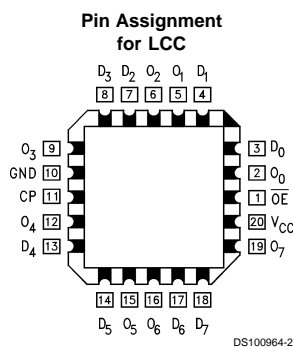 Pin Assignment
for LCC
D3 D2 O2 O1 D1
8 7 6 5 4
O3 9
GND 10
CP 11
O4 12
D4 13
3 D0
2 O0
1 O̅E̅
20 VCC
19 O7
14 15 16 17 18
D5 O5 O6 D6 D7
DS100964-2